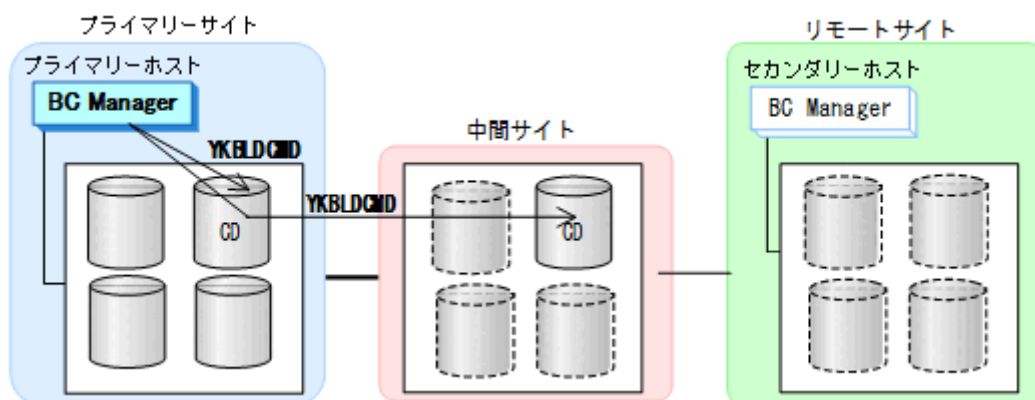 プライマリーサイト
プライマリーホスト
BC Manager
YKBLDCMD
CD
中間サイト
YKBLDCMD
CD
リモートサイト
セカンダリーホスト
BC Manager